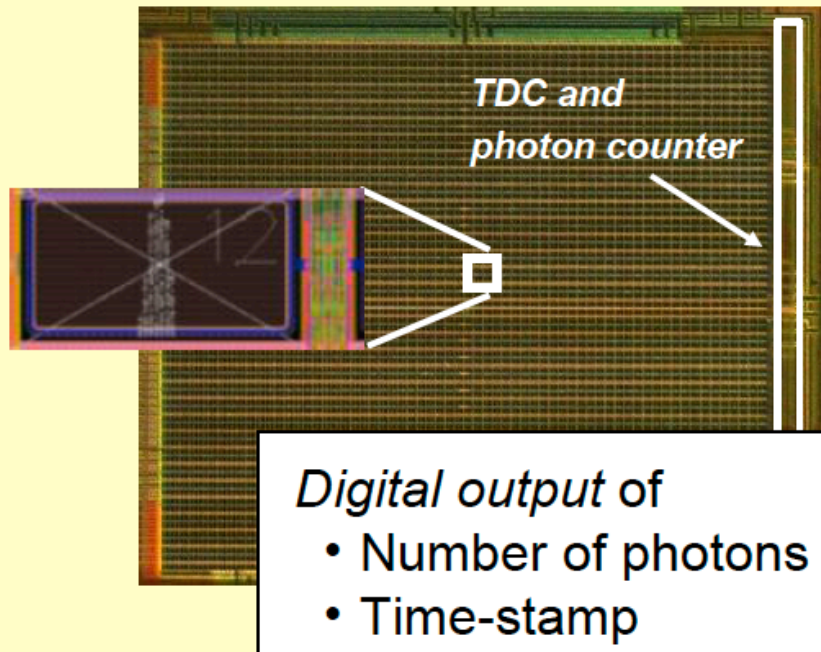 TDC and
photon counter
12
Digital output of
• Number of photons
• Time-stamp